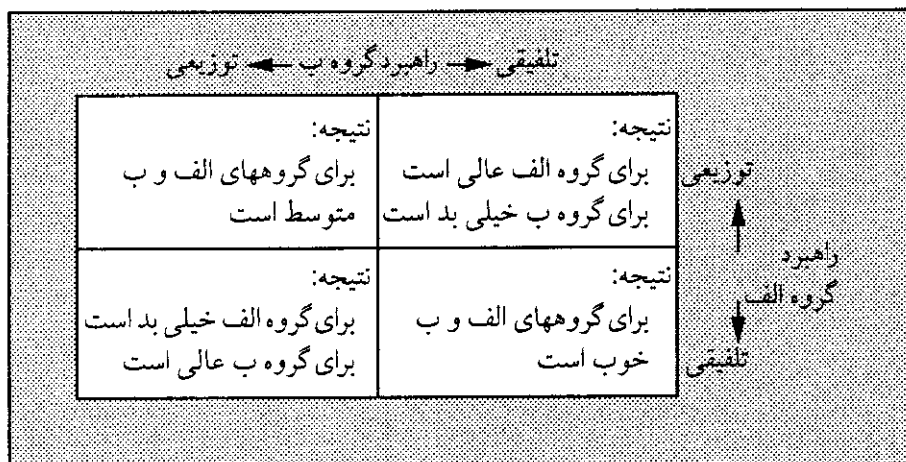 تلفیقی ← راهبرد گروه ب → توزیعی
توزیعی
راهبرد
گروه الف
تلفیقی
نتیجه:
برای گروه الف عالی است
برای گروه ب خیلی بد است
نتیجه:
برای گروههای الف و ب
متوسط است
نتیجه:
برای گروههای الف و ب
خوب است
نتیجه:
برای گروه الف خیلی بد است
برای گروه ب عالی است